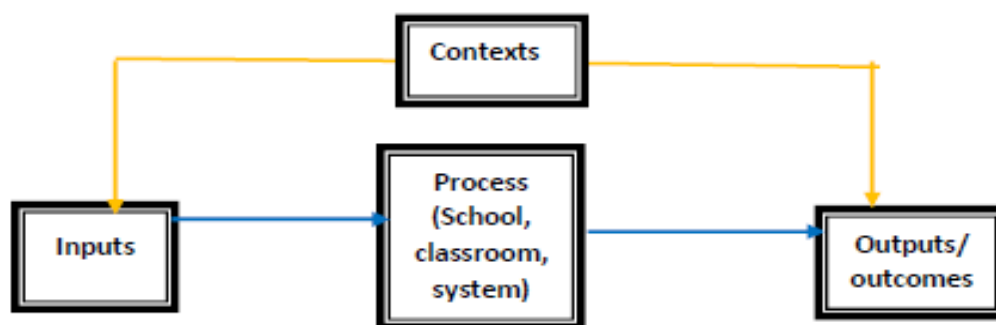 Contexts
Process
(School,
classroom,
system)
Inputs
Outputs/
outcomes